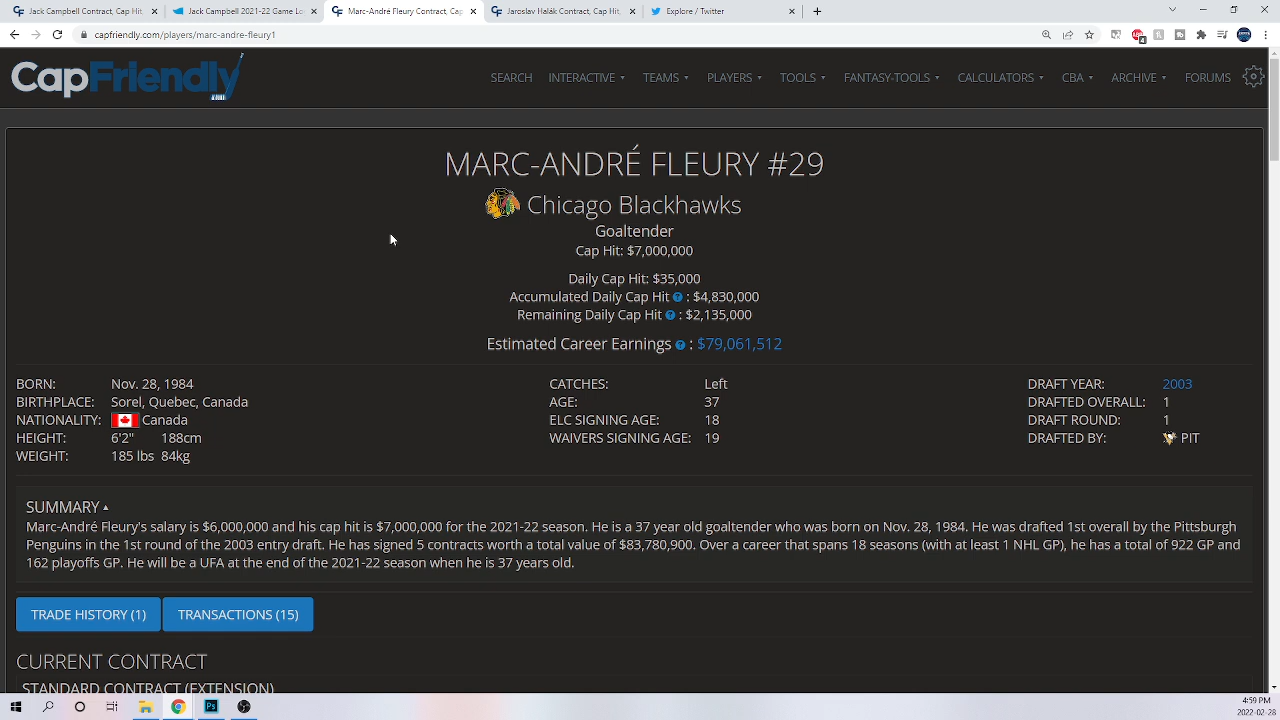 Jack Campbell Contract, Cap Hit,
Jack Campbell 2021-22 Game Lo
Marc-André Fleury Contract, Cap
Jaroslav Halák Contract, Cap Hit,
Explore / Twitter
capfriendly.com/players/marc-andre-fleury1
CapFriendly
SEARCH INTERACTIVE TEAMS PLAYERS TOOLS FANTASY-TOOLS CALCULATORS CBA ARCHIVE FORUMS
MARC-ANDRÉ FLEURY #29
Chicago Blackhawks
Goaltender
Cap Hit: $7,000,000
Daily Cap Hit: $35,000
Accumulated Daily Cap Hit ? : $4,830,000
Remaining Daily Cap Hit ? : $2,135,000
Estimated Career Earnings ? : $79,061,512
BORN: Nov. 28, 1984
BIRTHPLACE: Sorel, Quebec, Canada
NATIONALITY: Canada
HEIGHT: 6'2" 188cm
WEIGHT: 185 lbs 84kg
CATCHES: Left
AGE: 37
ELC SIGNING AGE: 18
WAIVERS SIGNING AGE: 19
DRAFT YEAR: 2003
DRAFTED OVERALL: 1
DRAFT ROUND: 1
DRAFTED BY: PIT
SUMMARY
Marc-André Fleury's salary is $6,000,000 and his cap hit is $7,000,000 for the 2021-22 season. He is a 37 year old goaltender who was born on Nov. 28, 1984. He was drafted 1st overall by the Pittsburgh
Penguins in the 1st round of the 2003 entry draft. He has signed 5 contracts worth a total value of $83,780,900. Over a career that spans 18 seasons (with at least 1 NHL GP), he has a total of 922 GP and
162 playoffs GP. He will be a UFA at the end of the 2021-22 season when he is 37 years old.
TRADE HISTORY (1) TRANSACTIONS (15)
CURRENT CONTRACT
STANDARD CONTRACT (EXTENSION)
4:59 PM
2022-02-28